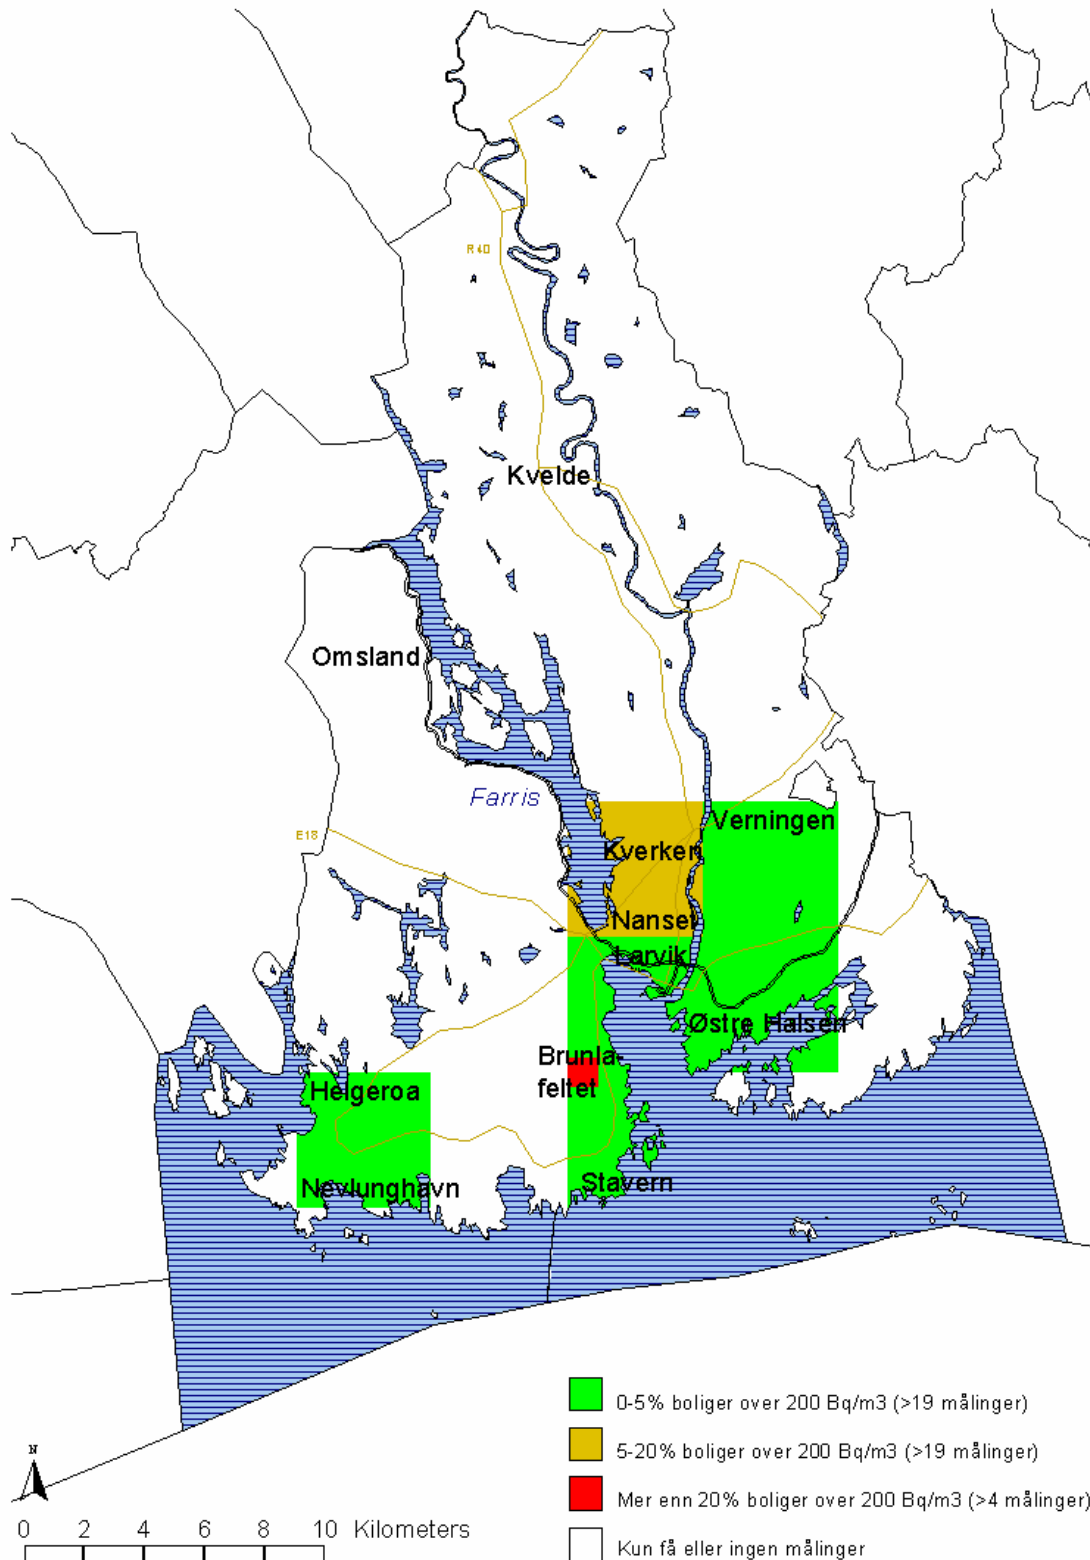 R40
Kvelde
Omsland
Farris
Verningen
E18
Kverken
Nanset
Larvik
Østre Halsen
Brunla-
feltet
Helgeroa
Stavern
Nevlunghavn
0-5% boliger over 200 Bq/m3 (>19 målinger)
5-20% boliger over 200 Bq/m3 (>19 målinger)
Mer enn 20% boliger over 200 Bq/m3 (>4 målinger)
Kun få eller ingen målinger
N
0 2 4 6 8 10 Kilometers